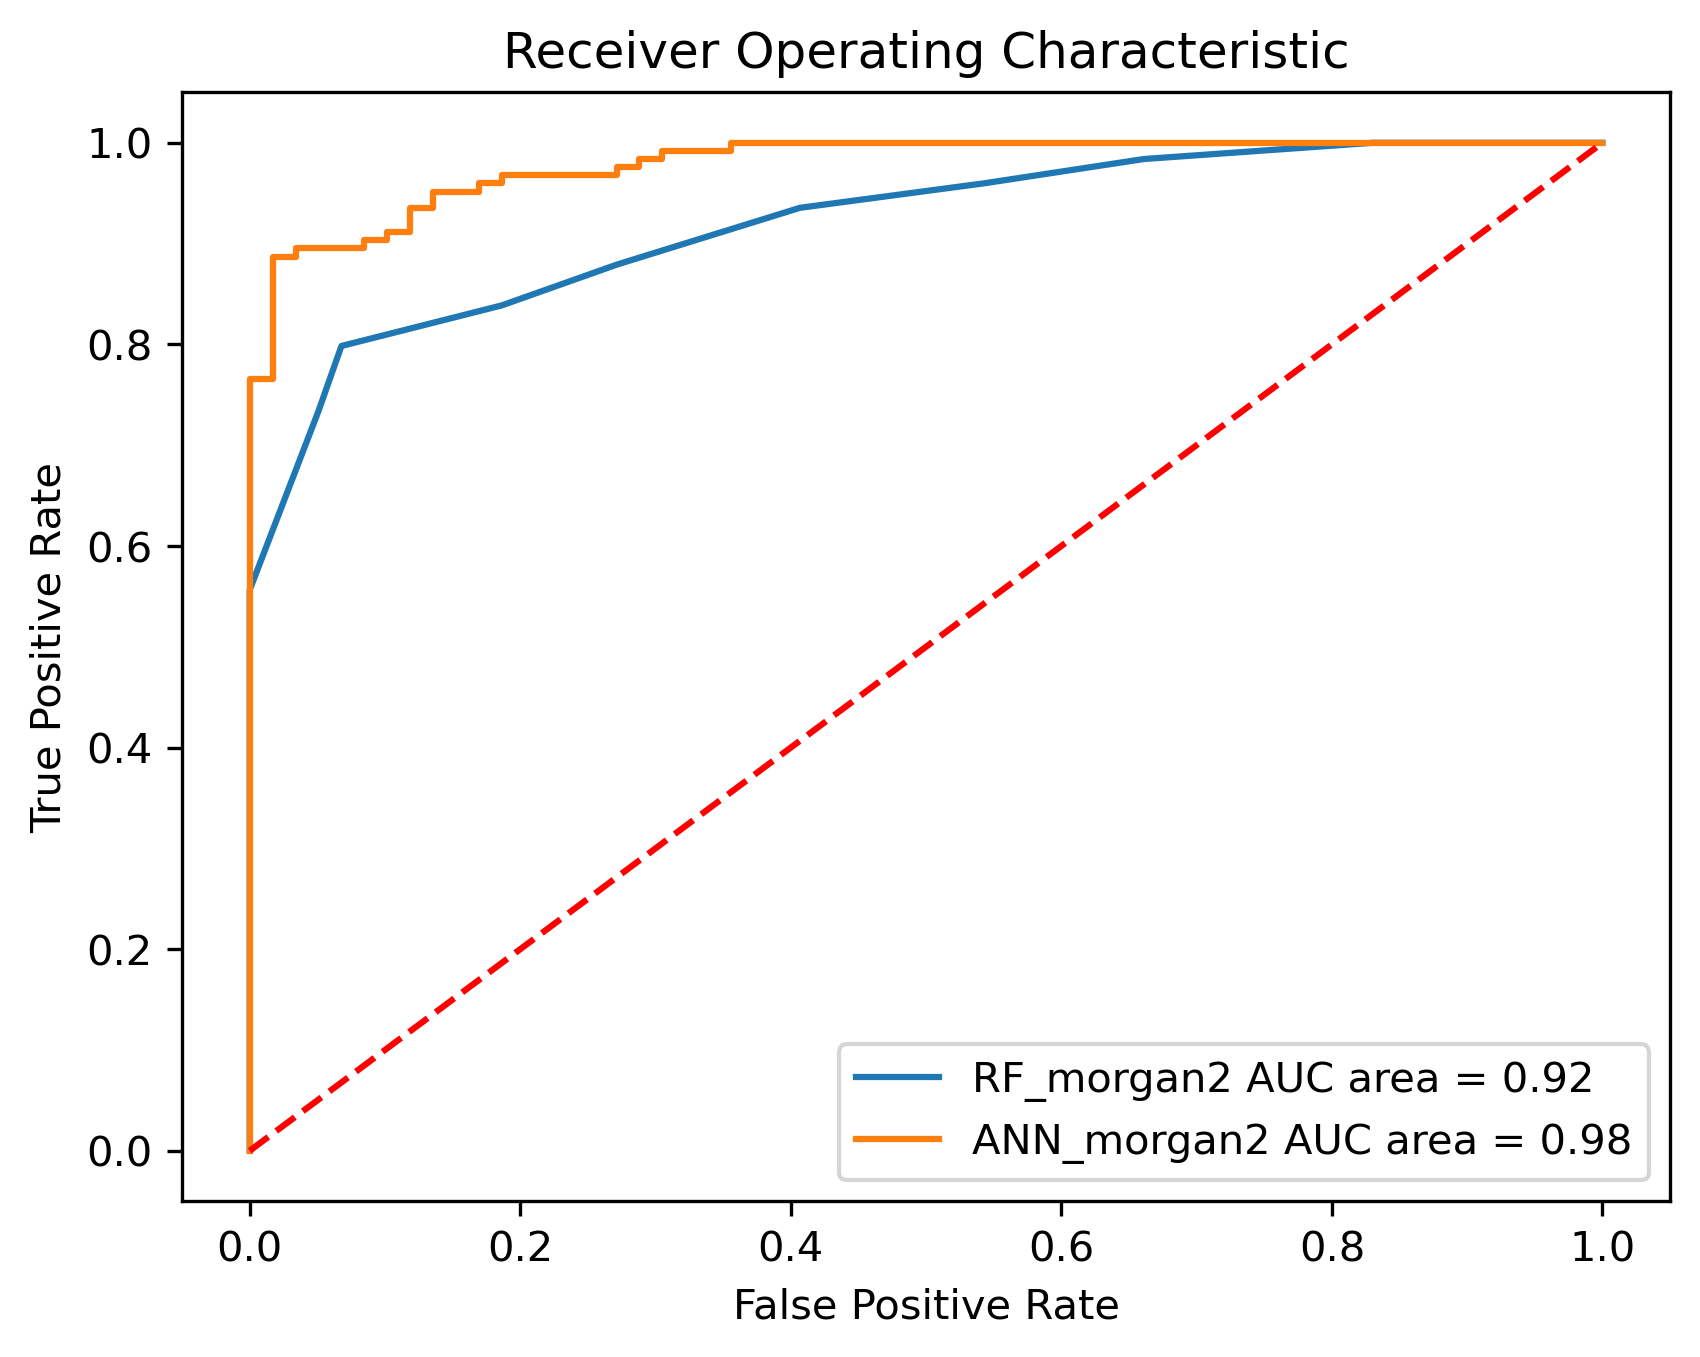 Receiver Operating Characteristic
True Positive Rate
1.0
0.8
0.6
0.4
0.2
0.0
RF_morgan2 AUC area = 0.92
ANN_morgan2 AUC area = 0.98
0.0 0.2 0.4 0.6 0.8 1.0
False Positive Rate